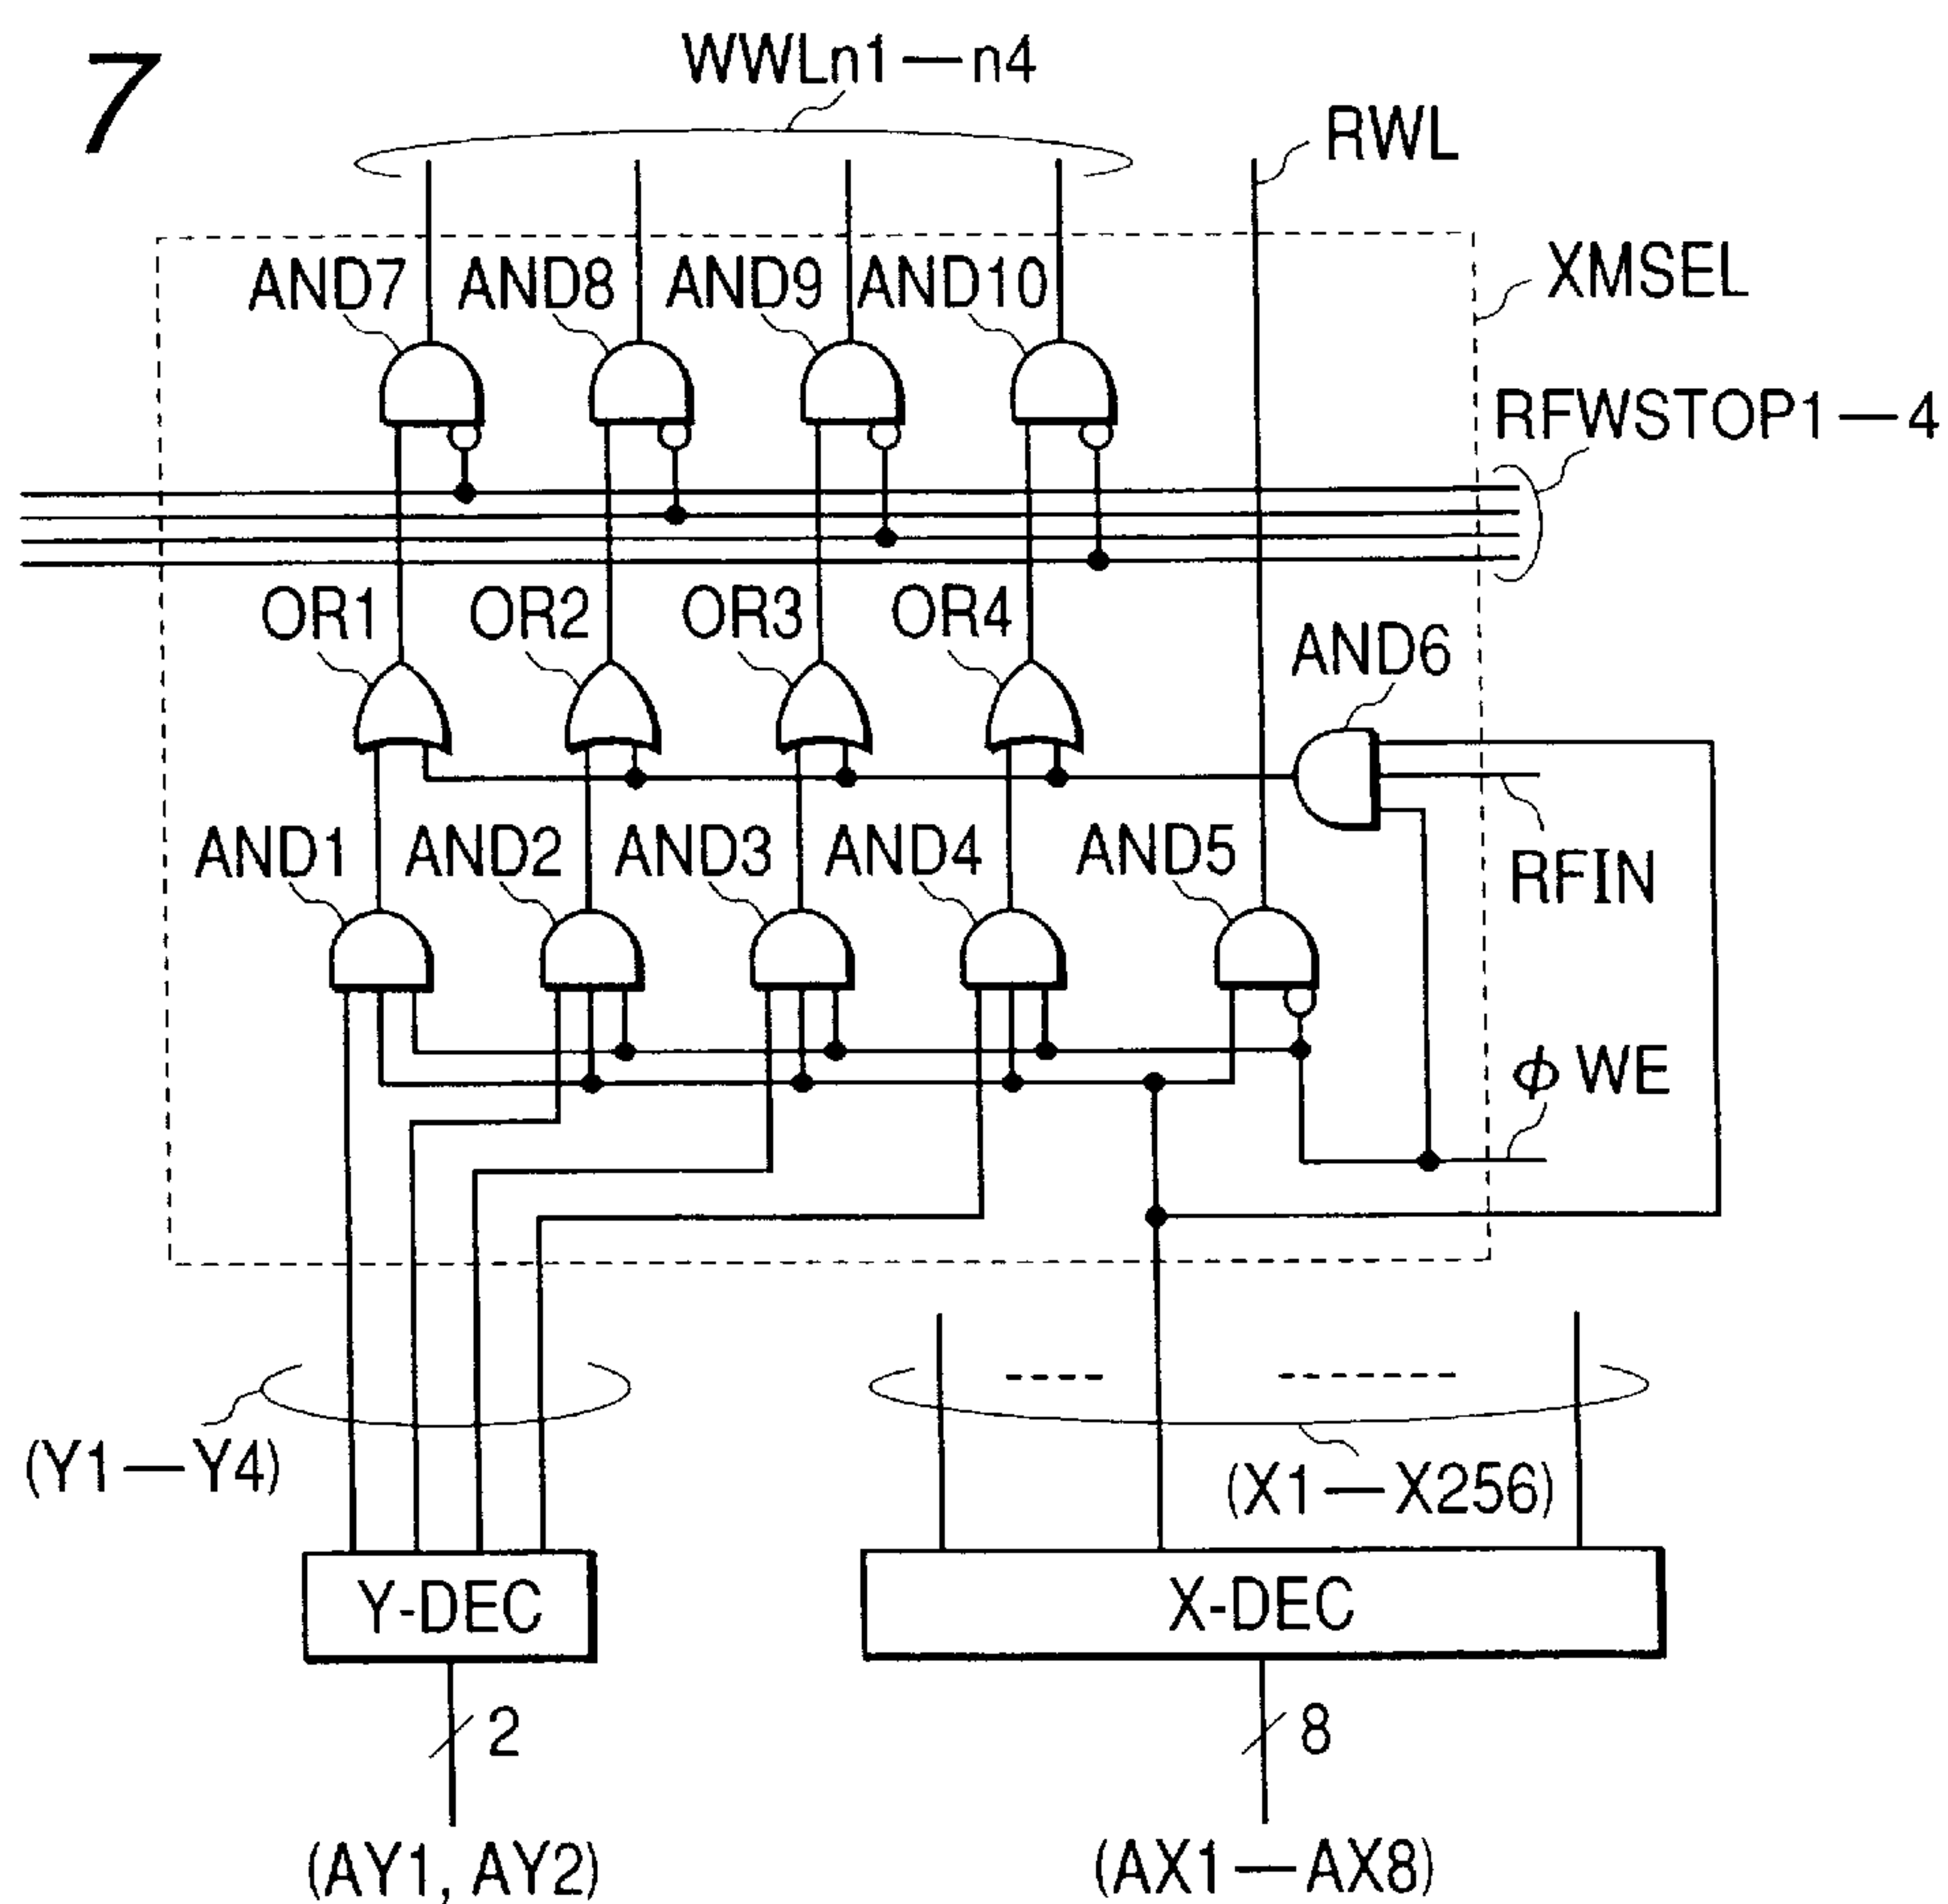 7
WWLn1—n4
RWL
XMSEL
AND7 AND8 AND9 AND10
RFWSTOP1—4
OR1 OR2 OR3 OR4
AND6
AND1 AND2 AND3 AND4 AND5
RFIN
ϕ WE
(Y1—Y4)
(X1—X256)
Y-DEC
X-DEC
2
8
(AY1, AY2)
(AX1—AX8)